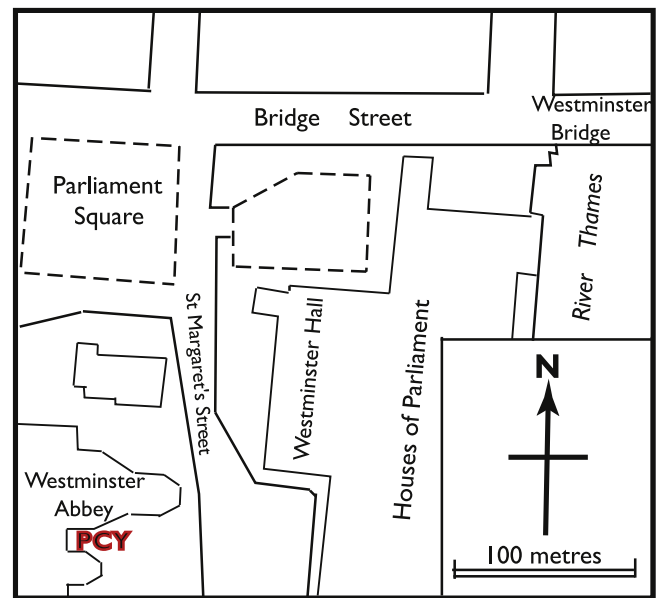 Westminster
Bridge Street
Bridge
Parliament
Square
River Thames
St Margaret's Street
Westminster Hall
Houses of Parliament
N
Westminster
Abbey
PCY
100 metres